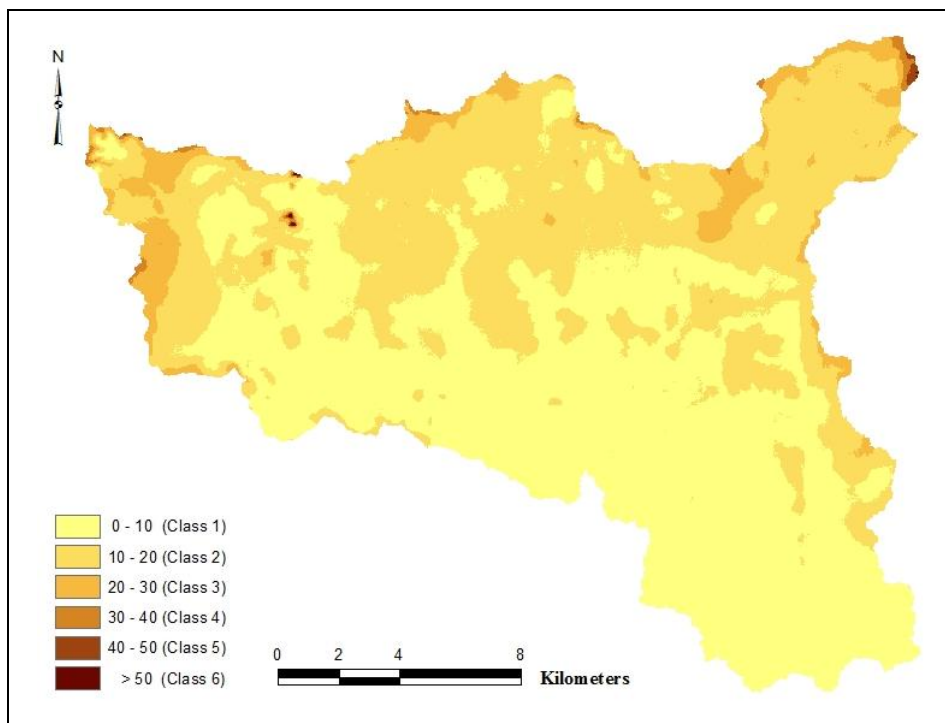 N
0 - 10 (Class 1)
10 - 20 (Class 2)
20 - 30 (Class 3)
30 - 40 (Class 4)
40 - 50 (Class 5)
> 50 (Class 6)
0 2 4 8
Kilometers